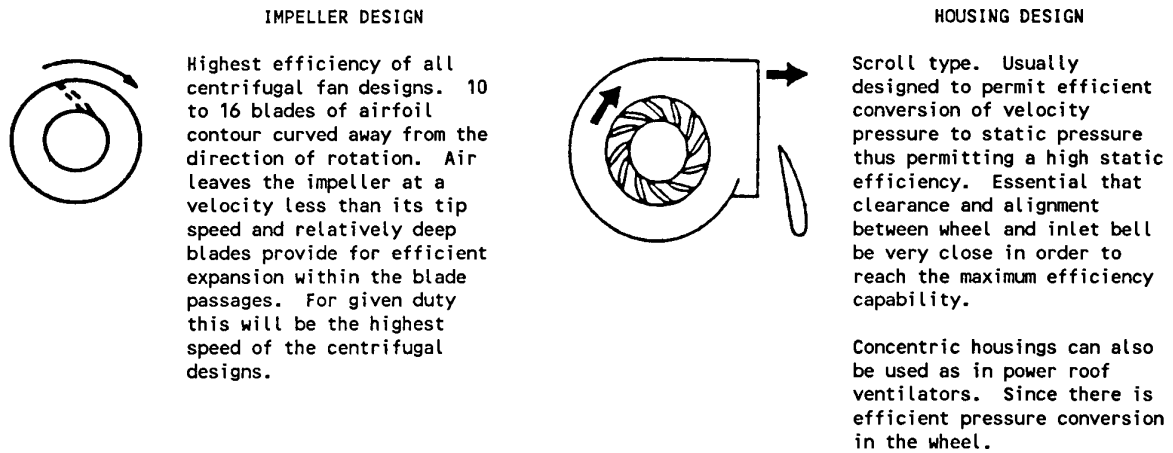 IMPELLER DESIGN
Highest efficiency of all
centrifugal fan designs. 10
to 16 blades of airfoil
contour curved away from the
direction of rotation. Air
leaves the impeller at a
velocity less than its tip
speed and relatively deep
blades provide for efficient
expansion within the blade
passages. For given duty
this will be the highest
speed of the centrifugal
designs.
HOUSING DESIGN
Scroll type. Usually
designed to permit efficient
conversion of velocity
pressure to static pressure
thus permitting a high static
efficiency. Essential that
clearance and alignment
between wheel and inlet bell
be very close in order to
reach the maximum efficiency
capability.
Concentric housings can also
be used as in power roof
ventilators. Since there is
efficient pressure conversion
in the wheel.